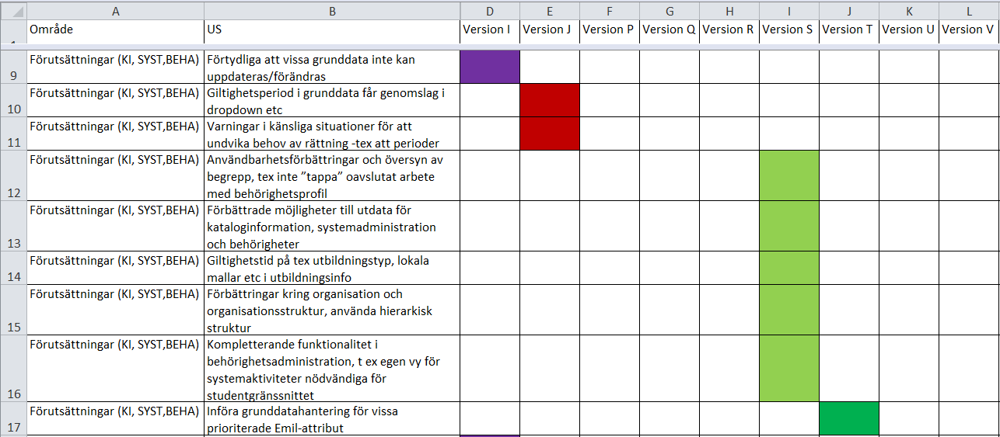 A B D E F G H I J K L
1 Område US Version I Version J Version P Version Q Version R Version S Version T Version U Version V
Förutsättningar (KI, SYST,BEHA) Förtydliga att vissa grunddata inte kan
9 uppdateras/förändras
Förutsättningar (KI, SYST,BEHA) Giltighetsperiod i grunddata får genomslag i
10 dropdown etc
Förutsättningar (KI, SYST,BEHA) Varningar i känsliga situationer för att
11 undvika behov av rättning -tex att perioder
Förutsättningar (KI, SYST,BEHA) Användbarhetsförbättringar och översyn av
begrepp, tex inte ”tappa” oavslutat arbete
12 med behörighetsprofil
Förutsättningar (KI, SYST,BEHA) Förbättrade möjligheter till utdata för
kataloginformation, systemadministration
13 och behörigheter
Förutsättningar (KI, SYST,BEHA) Giltighetstid på tex utbildningstyp, lokala
14 mallar etc i utbildningsinfo
Förutsättningar (KI, SYST,BEHA) Förbättringar kring organisation och
organisationsstruktur, använda hierarkisk
15 struktur
Förutsättningar (KI, SYST,BEHA) Kompletterande funktionalitet i
behörighetsadministration, t ex egen vy för
systemaktiviteter nödvändiga för
16 studentgränssnittet
Förutsättningar (KI, SYST,BEHA) Införa grunddatahantering för vissa
17 prioriterade Emil-attribut